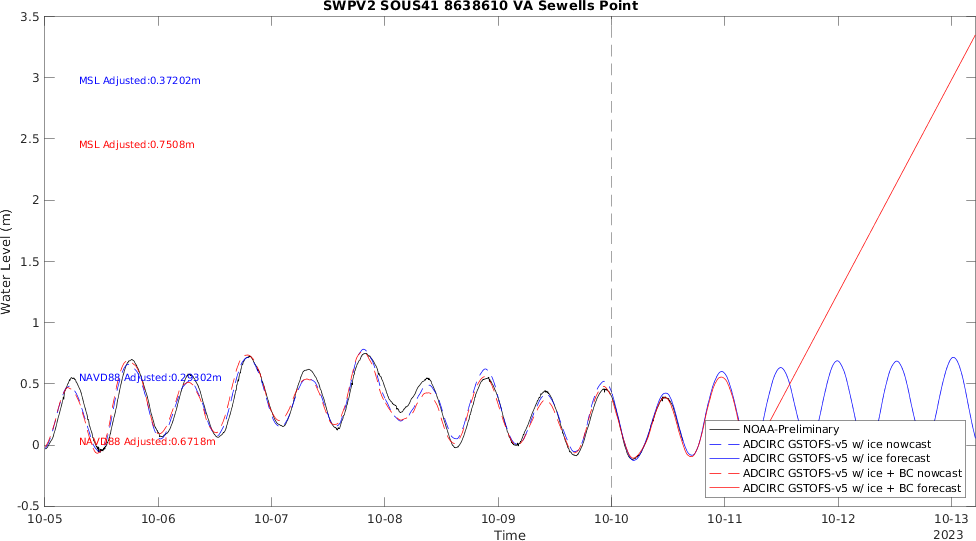 SWPV2 SOUS41 8638610 VA Sewells Point
3.5
3
2.5
2
1.5
1
0.5
0
-0.5
Water Level (m)
MSL Adjusted:0.37202m
MSL Adjusted:0.7508m
NAVD88 Adjusted:0.29302m
NAVD88 Adjusted:0.6718m
NOAA-Preliminary
ADCIRC GSTOFS-v5 w/ ice nowcast
ADCIRC GSTOFS-v5 w/ ice forecast
ADCIRC GSTOFS-v5 w/ ice + BC nowcast
ADCIRC GSTOFS-v5 w/ ice + BC forecast
10-05 10-06 10-07 10-08 10-09 10-10 10-11 10-12 10-13
Time
2023